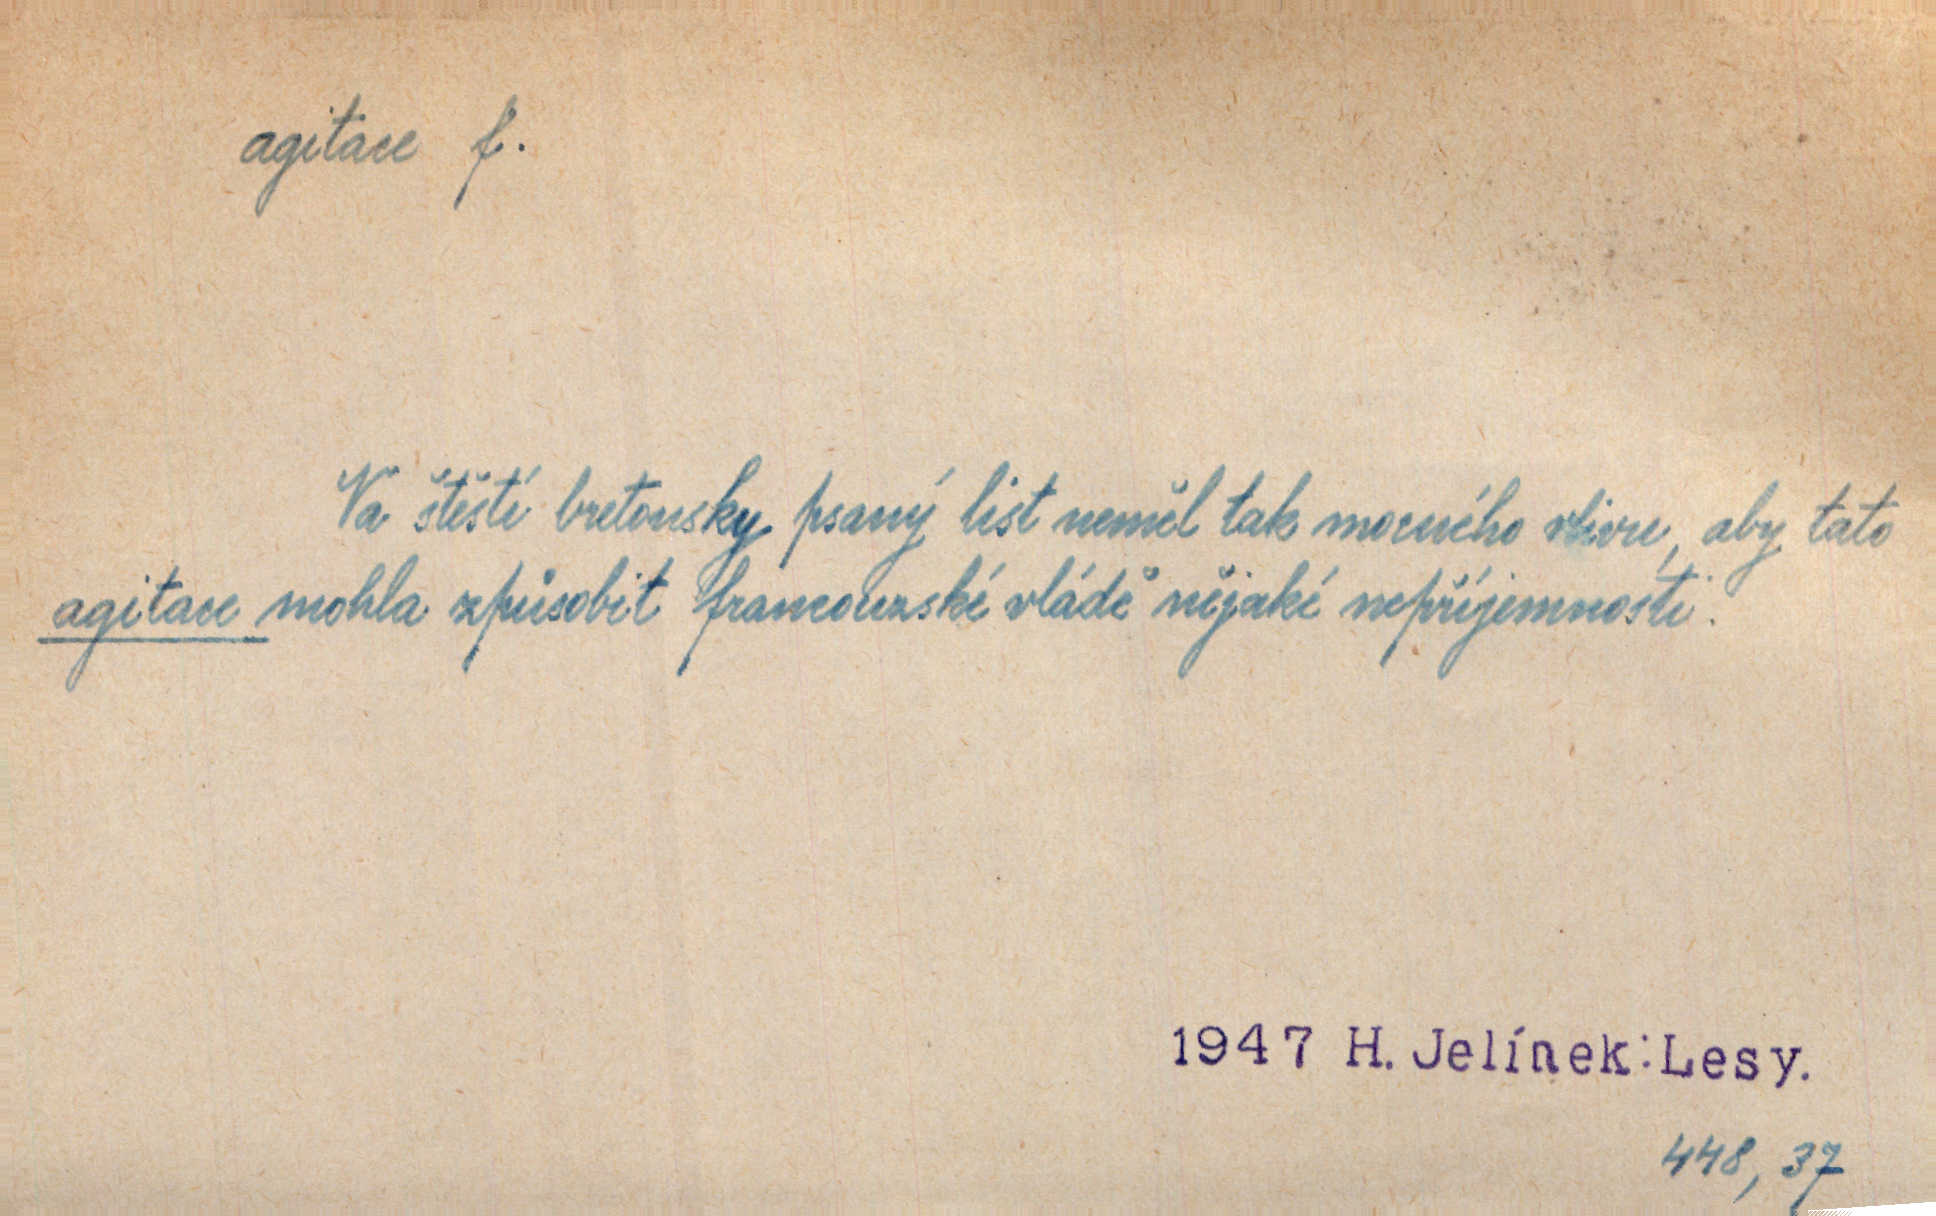 agitace f.
Na štěstí bretonsky psaný list neměl tak mocného vlivu, aby tato
agitace mohla způsobit francouzské vládě nějaké nepříjemnosti.
1947 H. Jelínek: Lesy.
448, 37